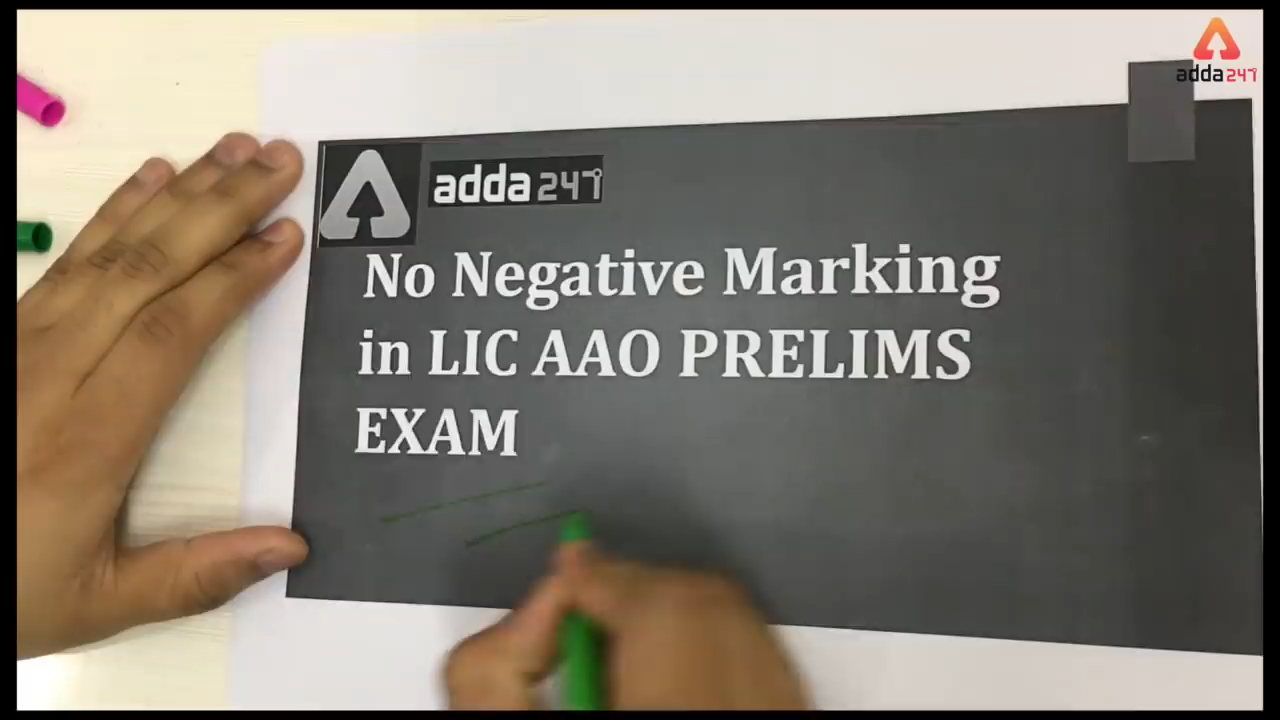 adda247
adda247
No Negative Marking
in LIC AAO PRELIMS
EXAM